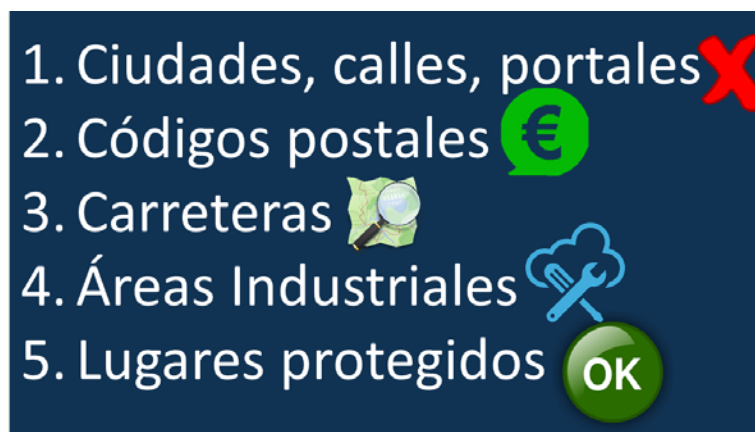 1. Ciudades, calles, portales
2. Códigos postales €
3. Carreteras
4. Áreas Industriales
5. Lugares protegidos OK